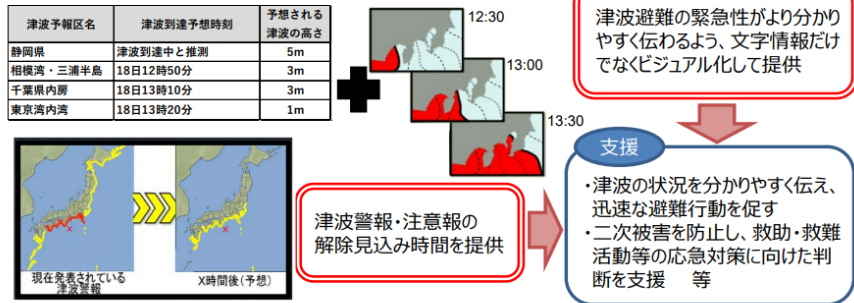 津波予報区名 津波到達予想時刻 予想される
津波の高さ
静岡県 津波到達中と推測 5m
相模湾・三浦半島 18日12時50分 3m
千葉県内房 18日13時10分 3m
東京湾内湾 18日13時20分 1m
12:30
13:00
13:30
津波避難の緊急性がより分かり
やすく伝わるよう、文字情報だけ
でなくビジュアル化して提供
現在発表されている
津波警報
X時間後(予想)
津波警報・注意報の
解除見込み時間を提供
支援
・津波の状況を分かりやすく伝え、
迅速な避難行動を促す
・二次被害を防止し、救助・救難
活動等の応急対策に向けた判
断を支援 等